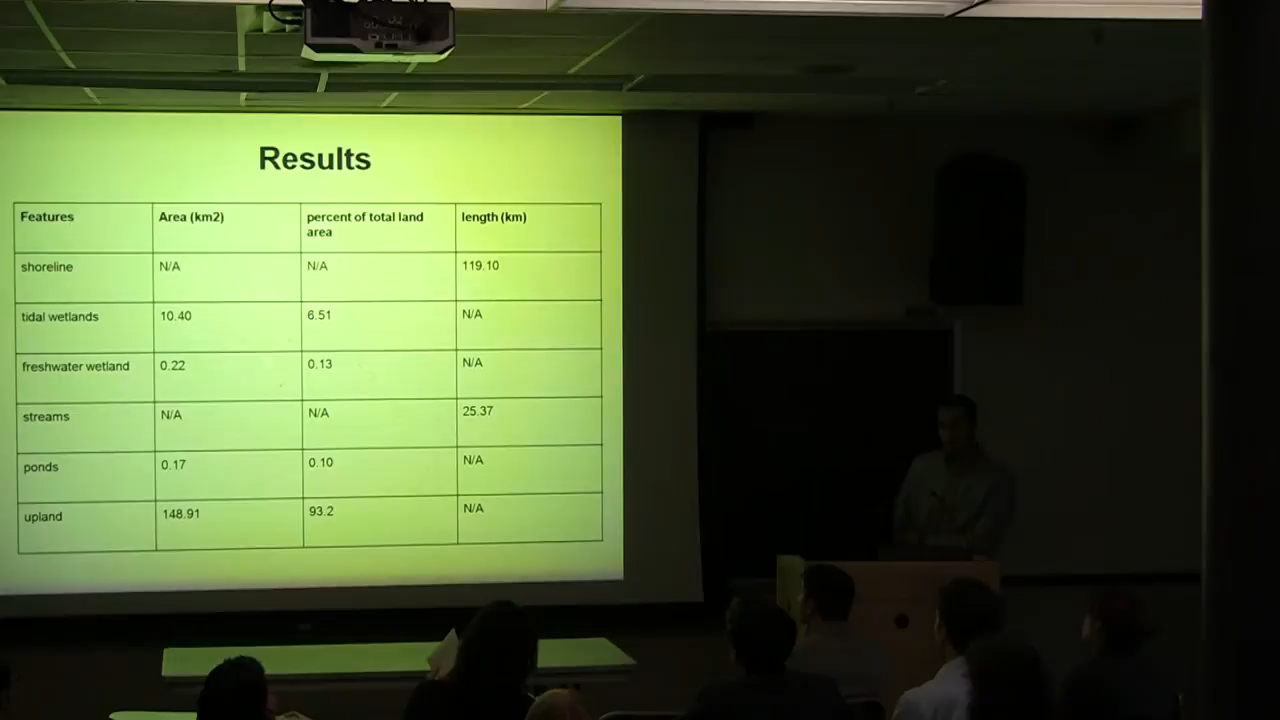 Results
Features Area (km2) percent of total land area length (km)
shoreline N/A N/A 119.10
tidal wetlands 10.40 6.51 N/A
freshwater wetland 0.22 0.13 N/A
streams N/A N/A 25.37
ponds 0.17 0.10 N/A
upland 148.91 93.2 N/A